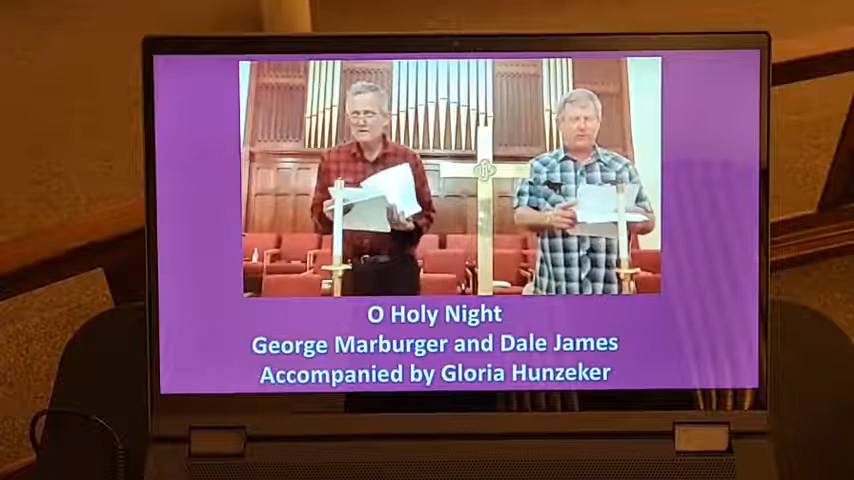 O Holy Night
George Marburger and Dale James
Accompanied by Gloria Hunzeker